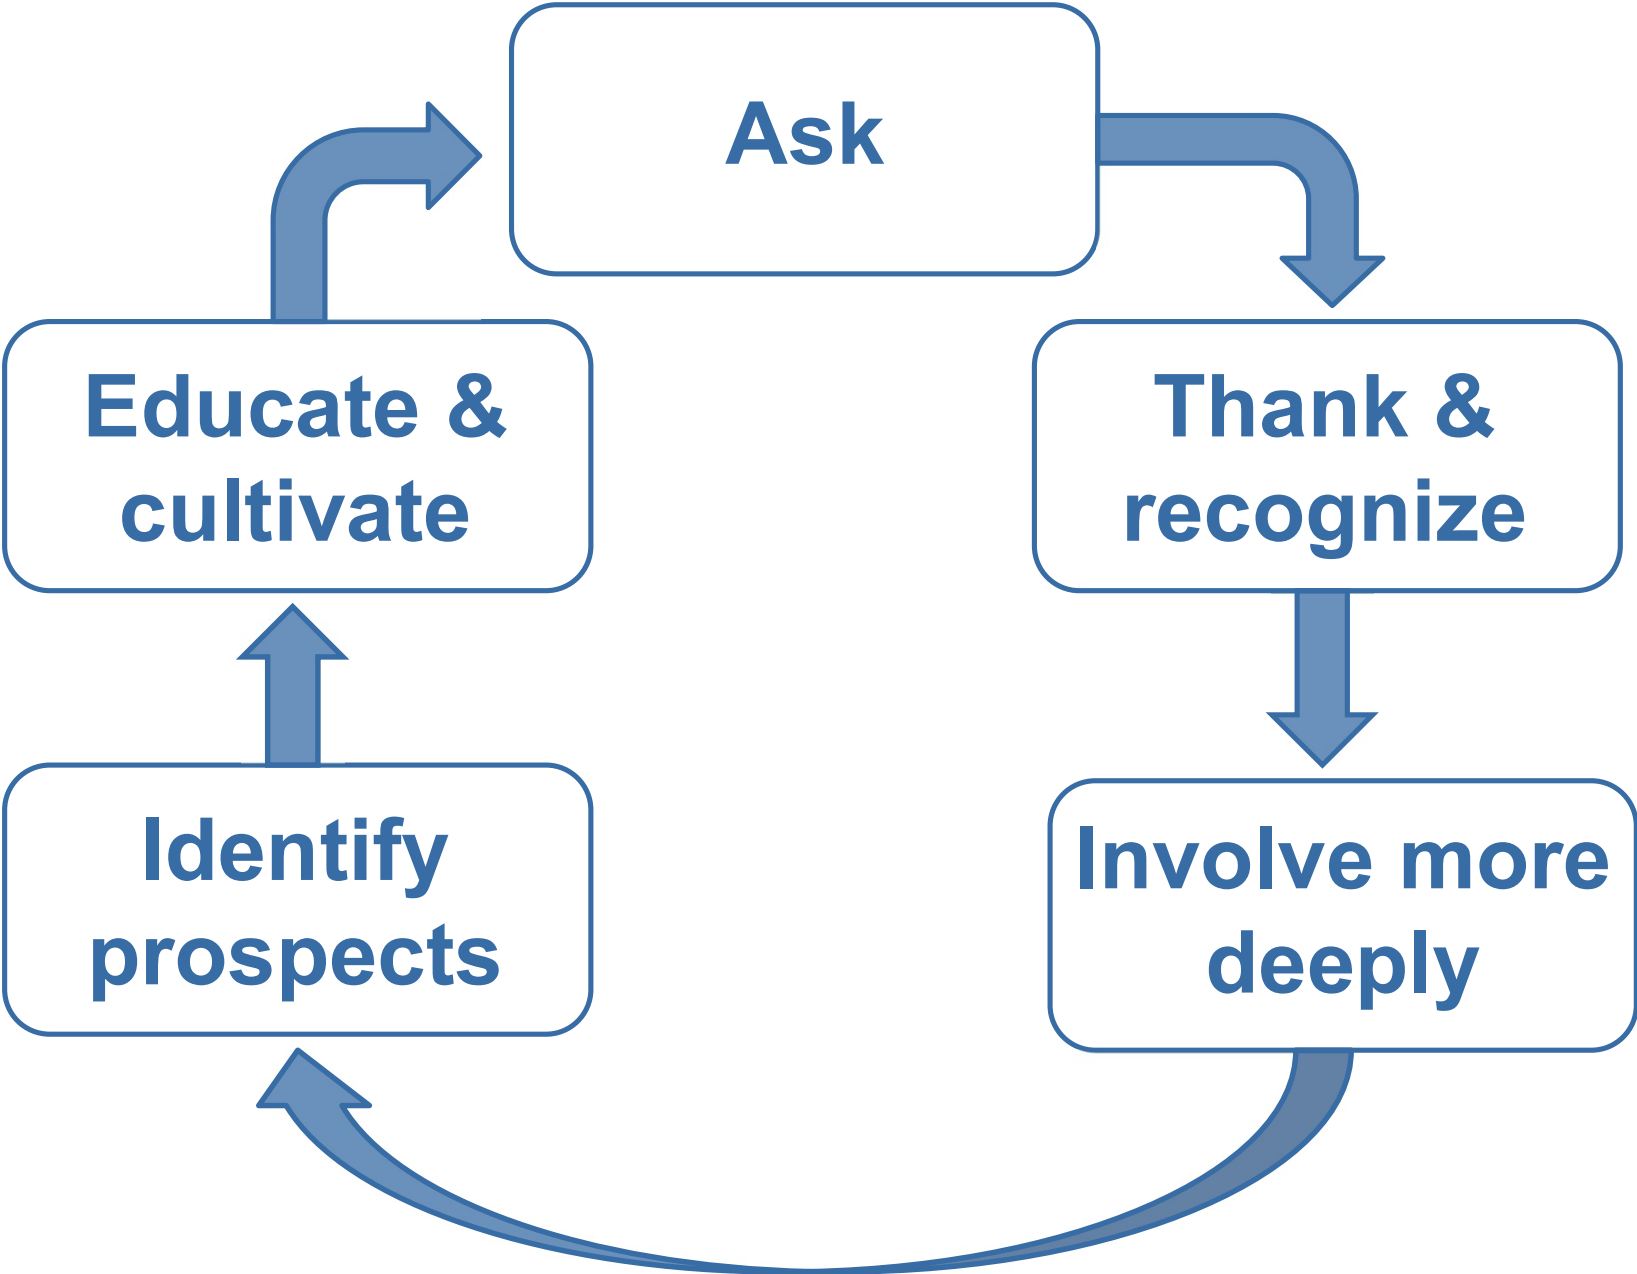 Ask
Educate &
cultivate
Thank &
recognize
Identify
prospects
Involve more
deeply